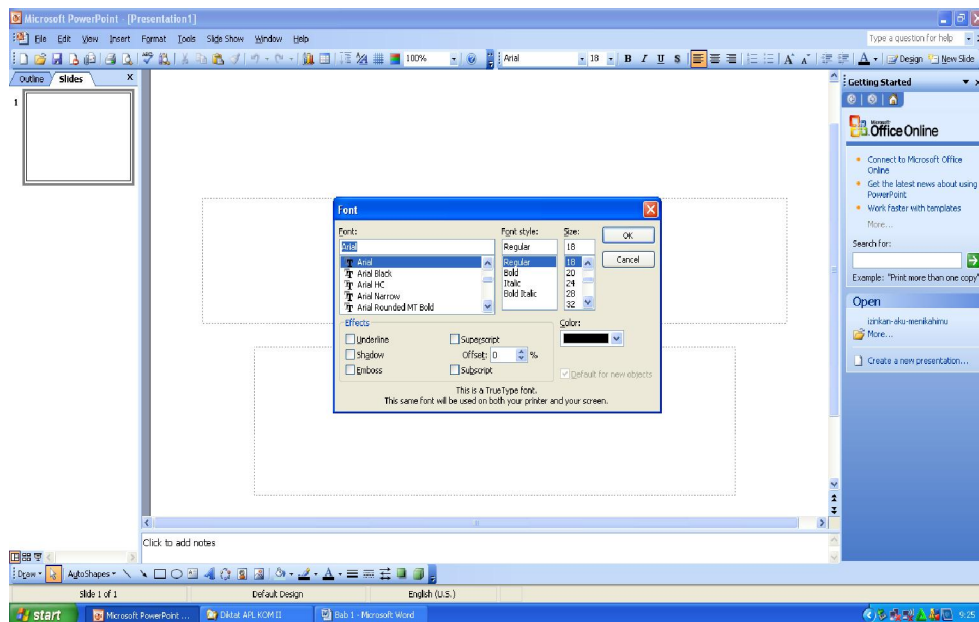 Microsoft PowerPoint - [Presentation1]
File Edit View Insert Format Tools Slide Show Window Help
Type a question for help
100%
Arial
18
B I U S
Design
New Slide
Outline Slides x
1
Getting Started
Microsoft
Office Online
Connect to Microsoft Office
Online
Get the latest news about using
PowerPoint
Work faster with templates
More...
Search for:
Example: "Print more than one copy"
Open
izinkan-aku-menikahimu
More...
Create a new presentation...
Font
Font:
Arial
Arial
Arial Black
Arial HC
Arial Narrow
Arial Rounded MT Bold
Font style:
Regular
Regular
Bold
Italic
Bold Italic
Size:
18
18
20
24
28
32
OK
Cancel
Effects
Underline
Shadow
Emboss
Superscript
Offset: 0 %
Subscript
Color:
Default for new objects
This is a TrueType font.
This same font will be used on both your printer and your screen.
Click to add notes
Draw AutoShapes
Slide 1 of 1
Default Design
English (U.S.)
start
Microsoft PowerPoint ...
Diktat APL KOM II
Bab 1 - Microsoft Word
9:25